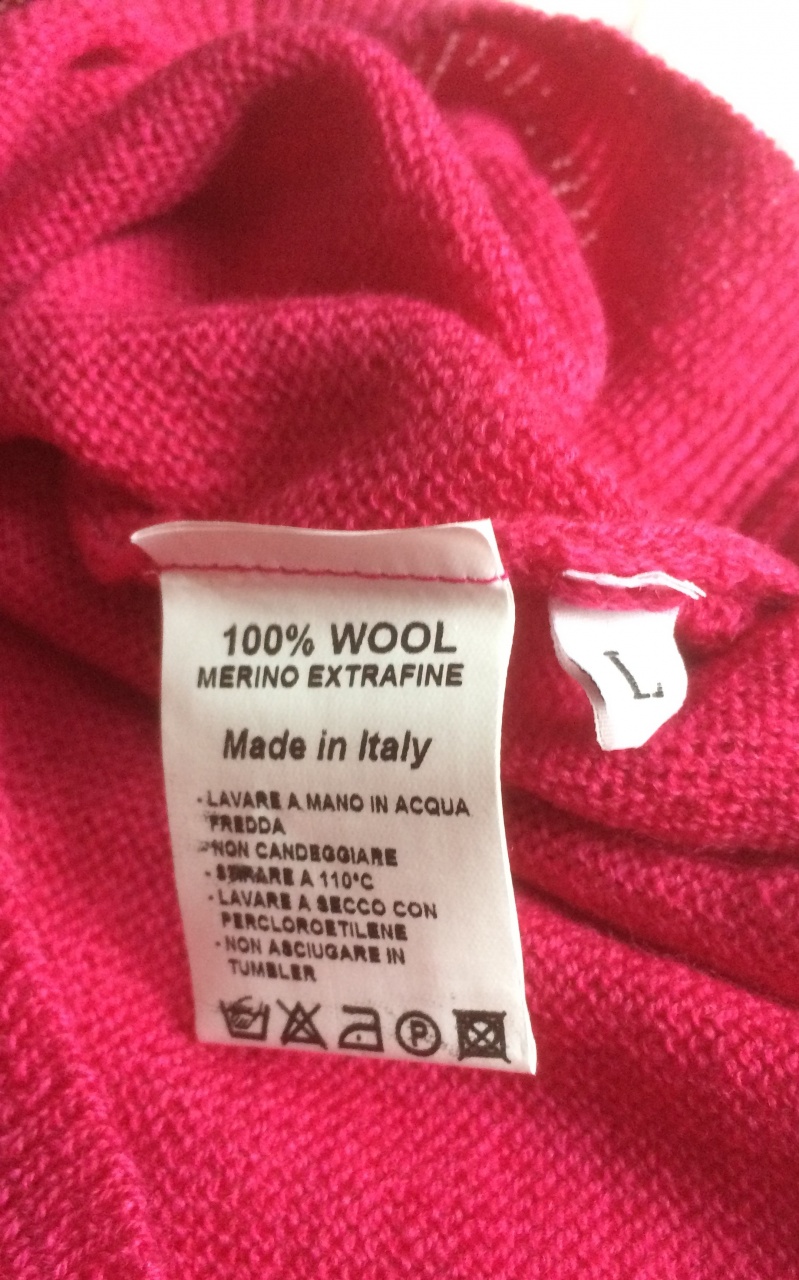 100% WOOL
MERINO EXTRAFINE
Made in Italy
- LAVARE A MANO IN ACQUA
FREDDA
- NON CANDEGGIARE
- STIRARE A 110°C
- LAVARE A SECCO CON
PERCLOROETILENE
- NON ASCIUGARE IN
TUMBLER
P
L